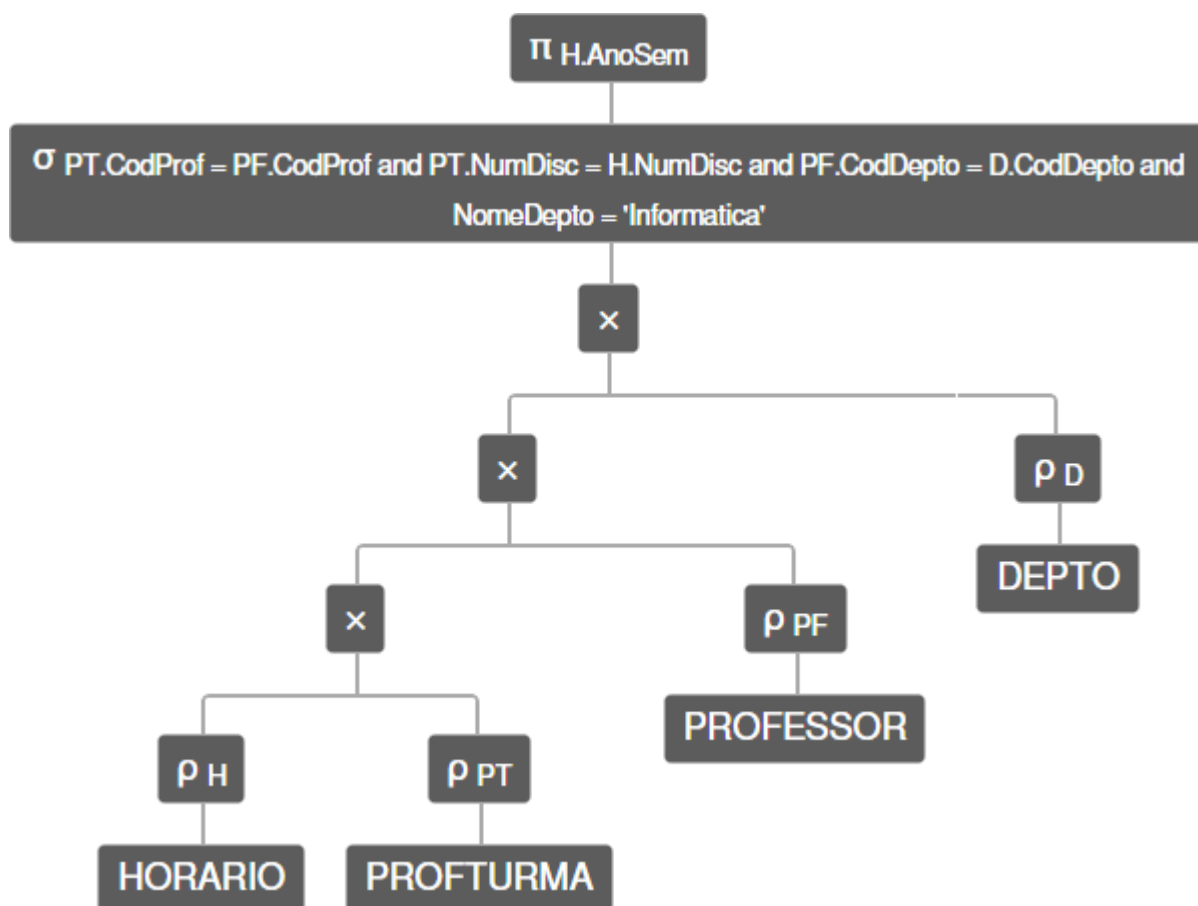 π H.AnoSem
σ PT.CodProf = PF.CodProf and PT.NumDisc = H.NumDisc and PF.CodDepto = D.CodDepto and
NomeDepto = 'Informatica'
×
×
ρ D
DEPTO
×
ρ PF
PROFESSOR
ρ H
ρ PT
HORARIO
PROFTURMA